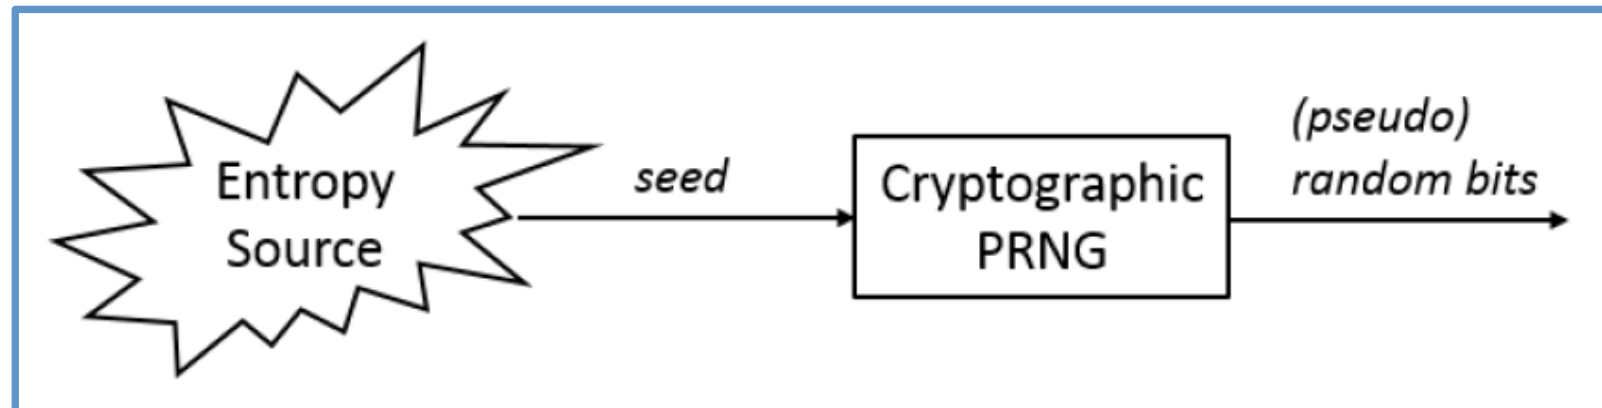 Entropy
Source
seed
Cryptographic
PRNG
(pseudo)
random bits